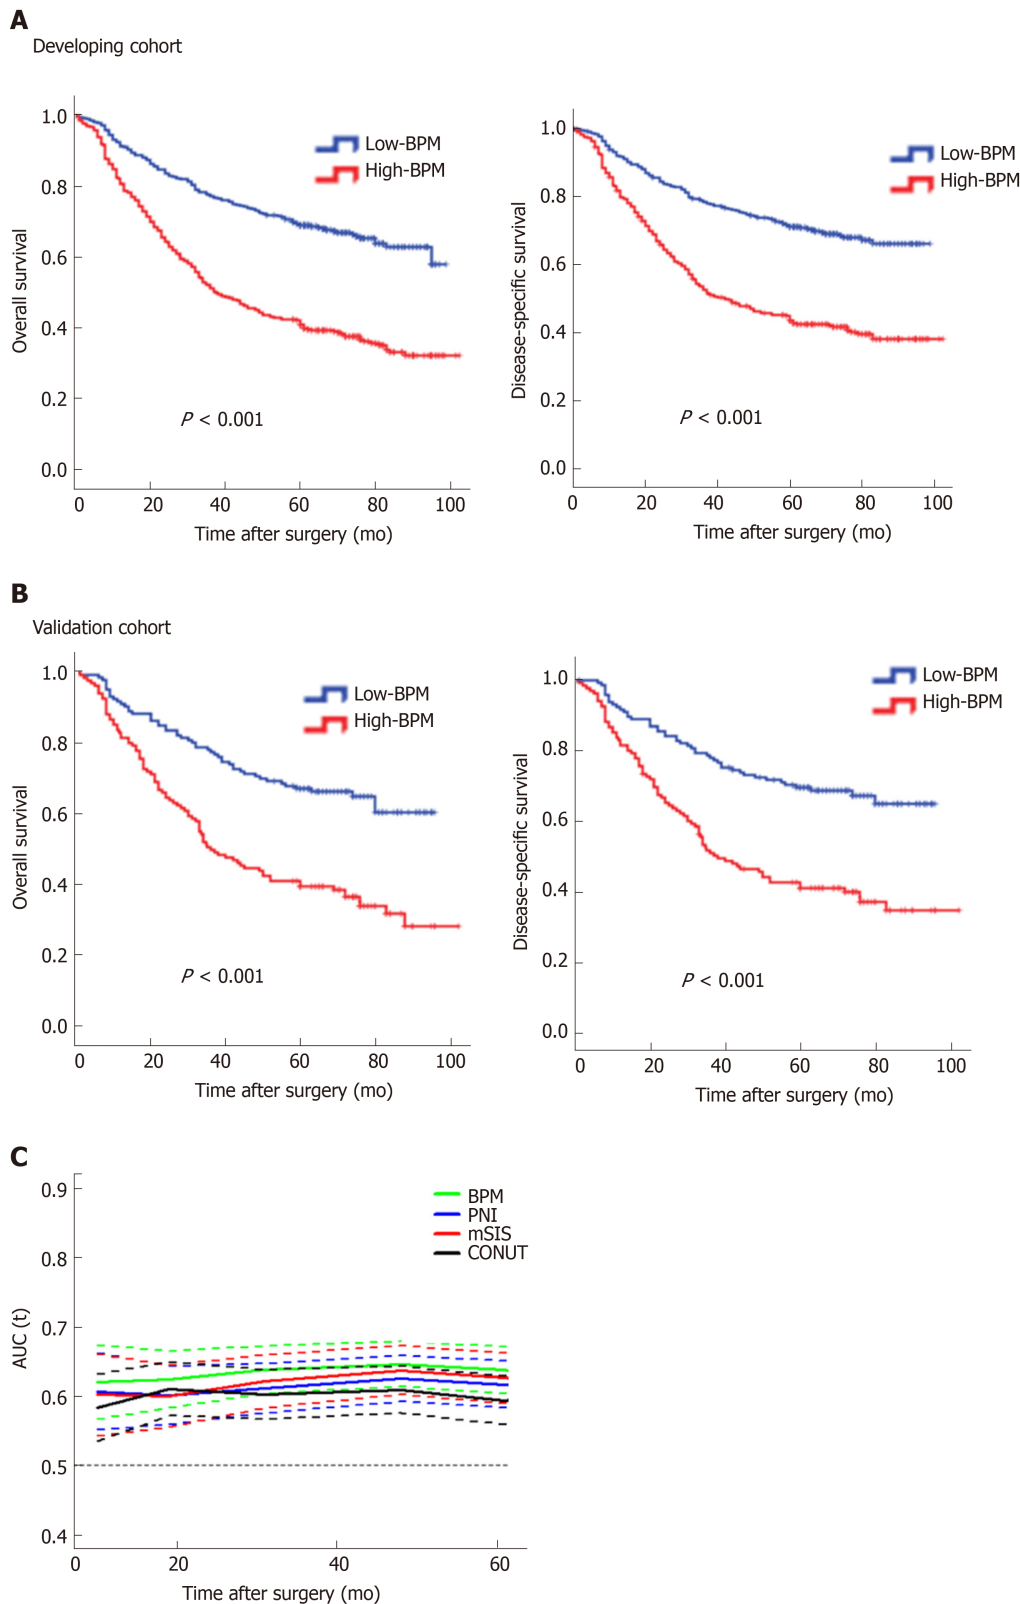 A
Developing cohort
1.0
0.8
0.6
0.4
0.2
0.0
Overall survival
Low-BPM
High-BPM
P < 0.001
0 20 40 60 80 100
Time after surgery (mo)
1.0
0.8
0.6
0.4
0.2
0.0
Disease-specific survival
Low-BPM
High-BPM
P < 0.001
0 20 40 60 80 100
Time after surgery (mo)
B
Validation cohort
1.0
0.8
0.6
0.4
0.2
0.0
Overall survival
Low-BPM
High-BPM
P < 0.001
0 20 40 60 80 100
Time after surgery (mo)
1.0
0.8
0.6
0.4
0.2
0.0
Disease-specific survival
Low-BPM
High-BPM
P < 0.001
0 20 40 60 80 100
Time after surgery (mo)
C
0.9
0.8
0.7
0.6
0.5
0.4
AUC (t)
BPM
PNI
mSIS
CONUT
0 20 40 60
Time after surgery (mo)